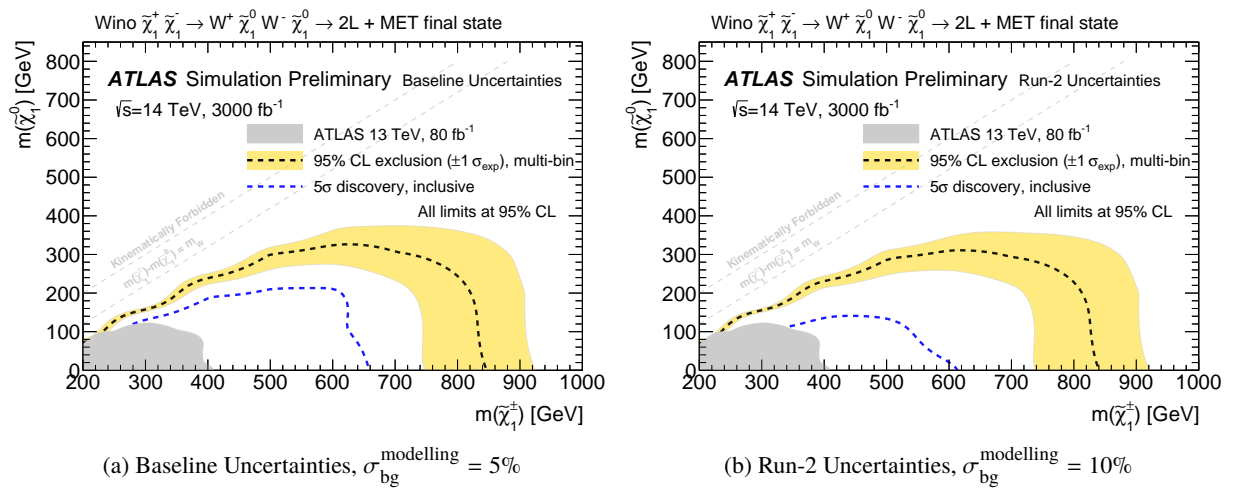 Wino χ̃₁⁺ χ̃₁⁻ → W⁺ χ̃₁⁰ W⁻ χ̃₁⁰ → 2L + MET final state
m(χ̃₁⁰) [GeV]
800
700
600
500
400
300
200
100
0
ATLAS Simulation Preliminary Baseline Uncertainties
√s=14 TeV, 3000 fb⁻¹
ATLAS 13 TeV, 80 fb⁻¹
95% CL exclusion (±1 σ_exp), multi-bin
5σ discovery, inclusive
All limits at 95% CL
Kinematically Forbidden
m(χ̃₁±)-m(χ̃₁⁰) = m_w
200 300 400 500 600 700 800 900 1000
m(χ̃₁±) [GeV]
(a) Baseline Uncertainties, σ_bg^modelling = 5%
Wino χ̃₁⁺ χ̃₁⁻ → W⁺ χ̃₁⁰ W⁻ χ̃₁⁰ → 2L + MET final state
m(χ̃₁⁰) [GeV]
800
700
600
500
400
300
200
100
0
ATLAS Simulation Preliminary Run-2 Uncertainties
√s=14 TeV, 3000 fb⁻¹
ATLAS 13 TeV, 80 fb⁻¹
95% CL exclusion (±1 σ_exp), multi-bin
5σ discovery, inclusive
All limits at 95% CL
Kinematically Forbidden
m(χ̃₁±)-m(χ̃₁⁰) = m_w
200 300 400 500 600 700 800 900 1000
m(χ̃₁±) [GeV]
(b) Run-2 Uncertainties, σ_bg^modelling = 10%